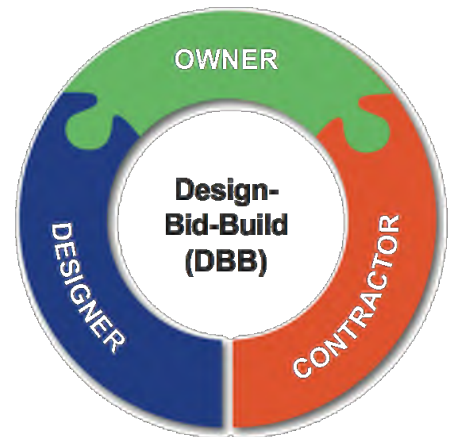 OWNER
Design-
Bid-Build
(DBB)
DESIGNER
CONTRACTOR